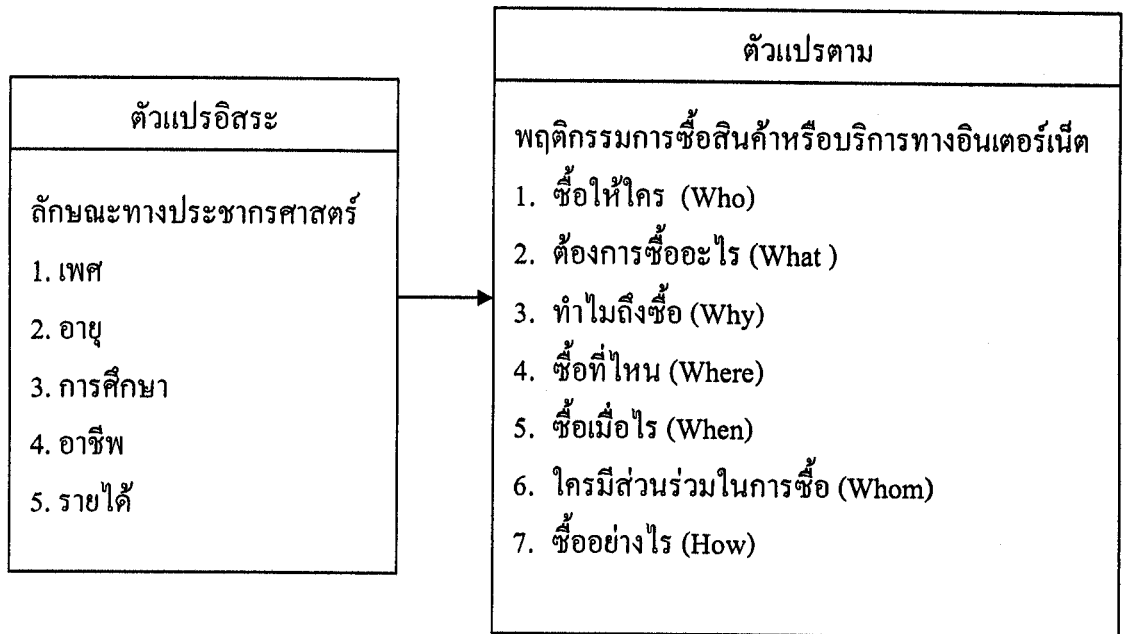 ตัวแปรอิสระ
ลักษณะทางประชากรศาสตร์
1. เพศ
2. อายุ
3. การศึกษา
4. อาชีพ
5. รายได้
ตัวแปรตาม
พฤติกรรมการซื้อสินค้าหรือบริการทางอินเตอร์เน็ต
1. ซื้อให้ใคร (Who)
2. ต้องการซื้ออะไร (What )
3. ทำไมถึงซื้อ (Why)
4. ซื้อที่ไหน (Where)
5. ซื้อเมื่อไร (When)
6. ใครมีส่วนร่วมในการซื้อ (Whom)
7. ซื้ออย่างไร (How)